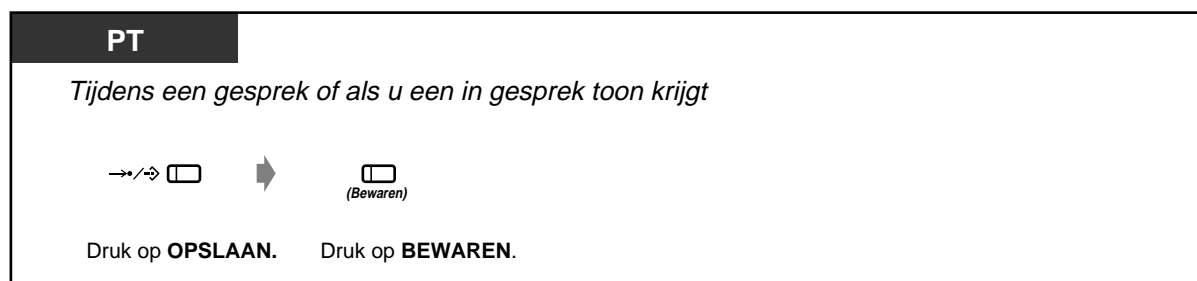 PT
Tijdens een gesprek of als u een in gesprek toon krijgt
(Bewaren)
Druk op OPSLAAN. Druk op BEWAREN.